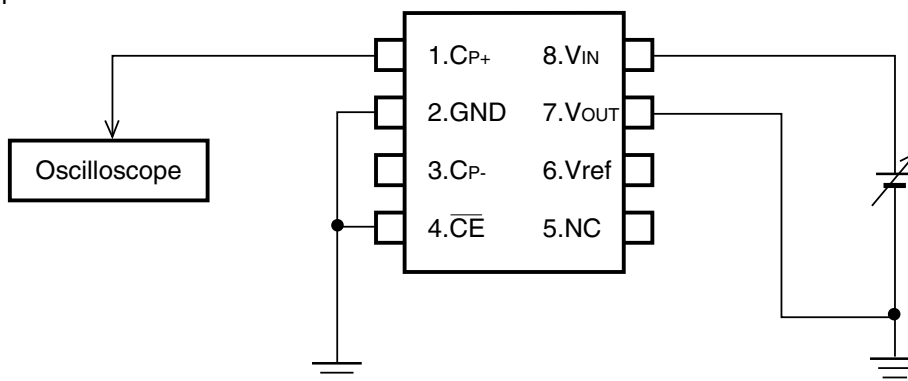 1.CP+ 8.VIN
2.GND 7.VOUT
Oscilloscope
3.CP- 6.Vref
4.CE 5.NC